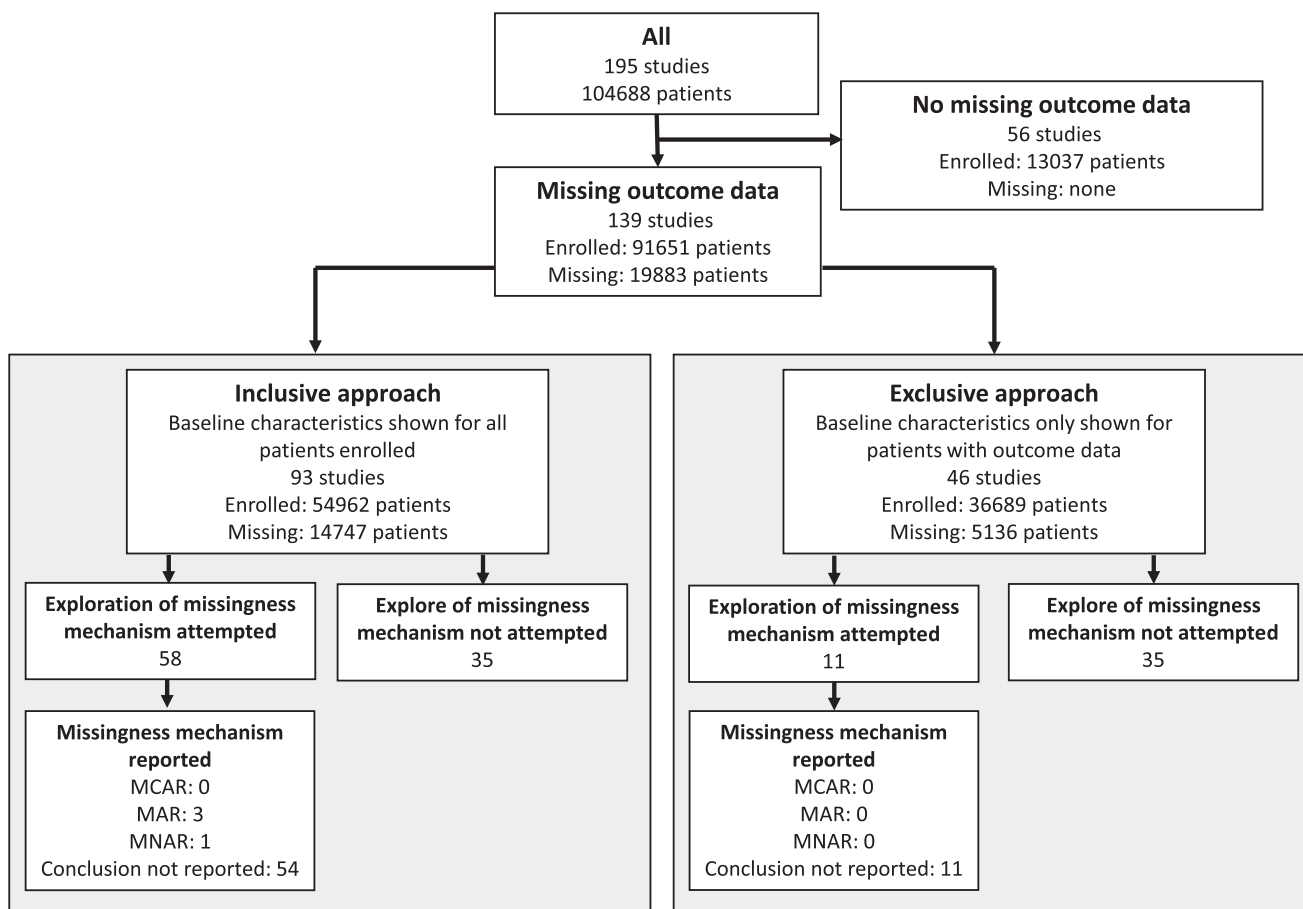 All
195 studies
104688 patients
No missing outcome data
56 studies
Enrolled: 13037 patients
Missing: none
Missing outcome data
139 studies
Enrolled: 91651 patients
Missing: 19883 patients
Inclusive approach
Baseline characteristics shown for all
patients enrolled
93 studies
Enrolled: 54962 patients
Missing: 14747 patients
Exploration of missingness
mechanism attempted
58
Explore of missingness
mechanism not attempted
35
Missingness mechanism
reported
MCAR: 0
MAR: 3
MNAR: 1
Conclusion not reported: 54
Exclusive approach
Baseline characteristics only shown for
patients with outcome data
46 studies
Enrolled: 36689 patients
Missing: 5136 patients
Exploration of missingness
mechanism attempted
11
Explore of missingness
mechanism not attempted
35
Missingness mechanism
reported
MCAR: 0
MAR: 0
MNAR: 0
Conclusion not reported: 11